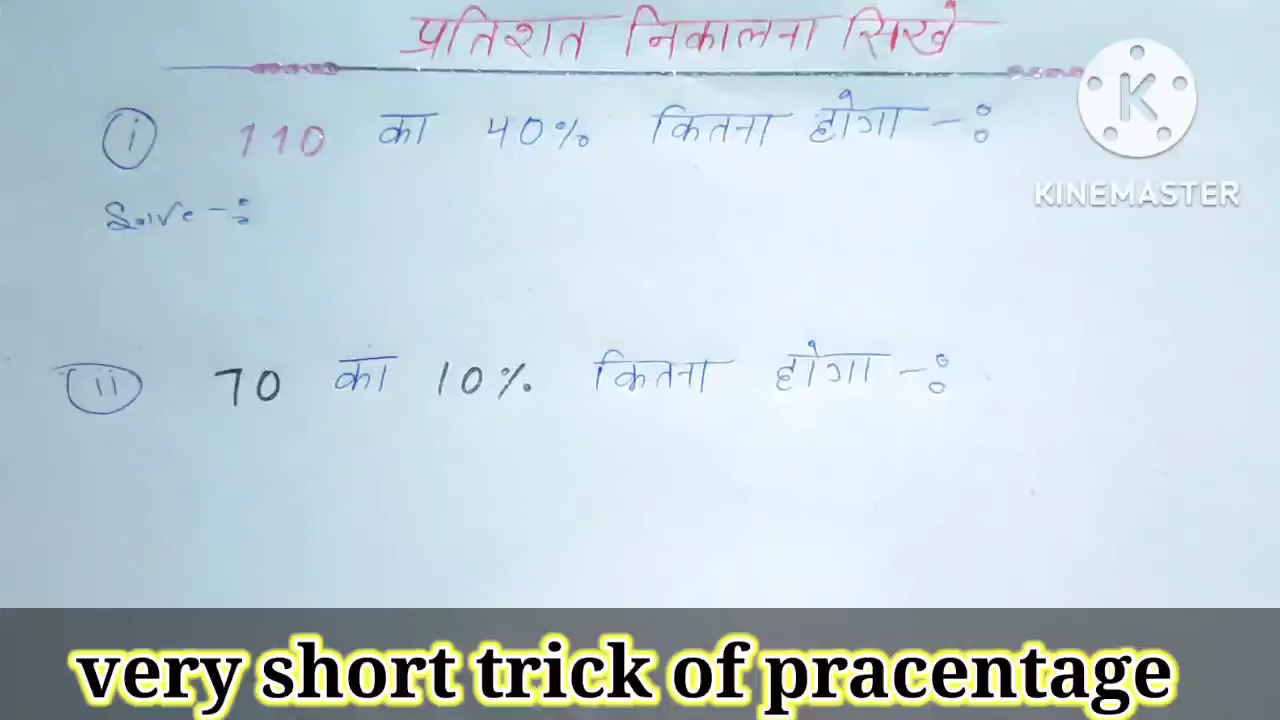 प्रतिशत निकालना सिखे
i 110 का 40% कितना होगा -:
Solve -:
ii 70 का 10% कितना होगा -:
K
KINEMASTER
very short trick of pracentage